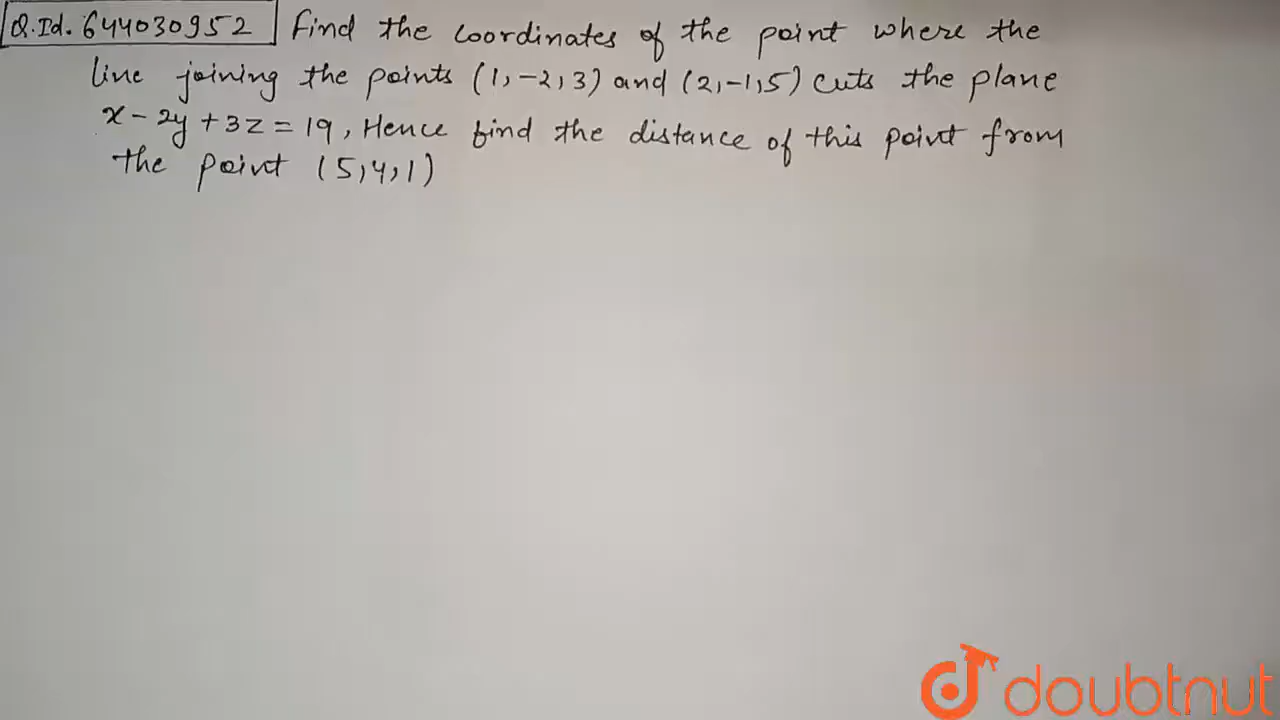 Q.Id. 644030952 Find the coordinates of the point where the
line joining the points (1,-2,3) and (2,-1,5) cuts the plane
x-2y+3z=19, Hence find the distance of this point from
the point (5,4,1)
doubtnut